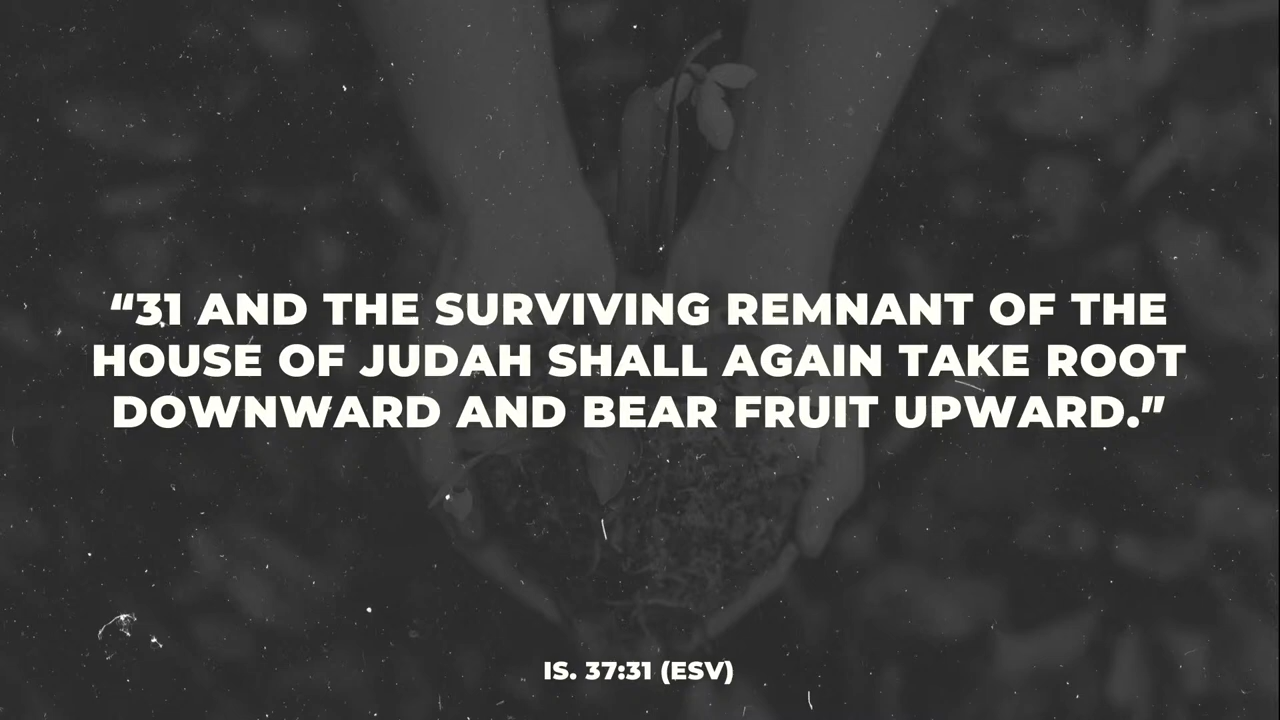 “31 AND THE SURVIVING REMNANT OF THE
HOUSE OF JUDAH SHALL AGAIN TAKE ROOT
DOWNWARD AND BEAR FRUIT UPWARD.”
IS. 37:31 (ESV)